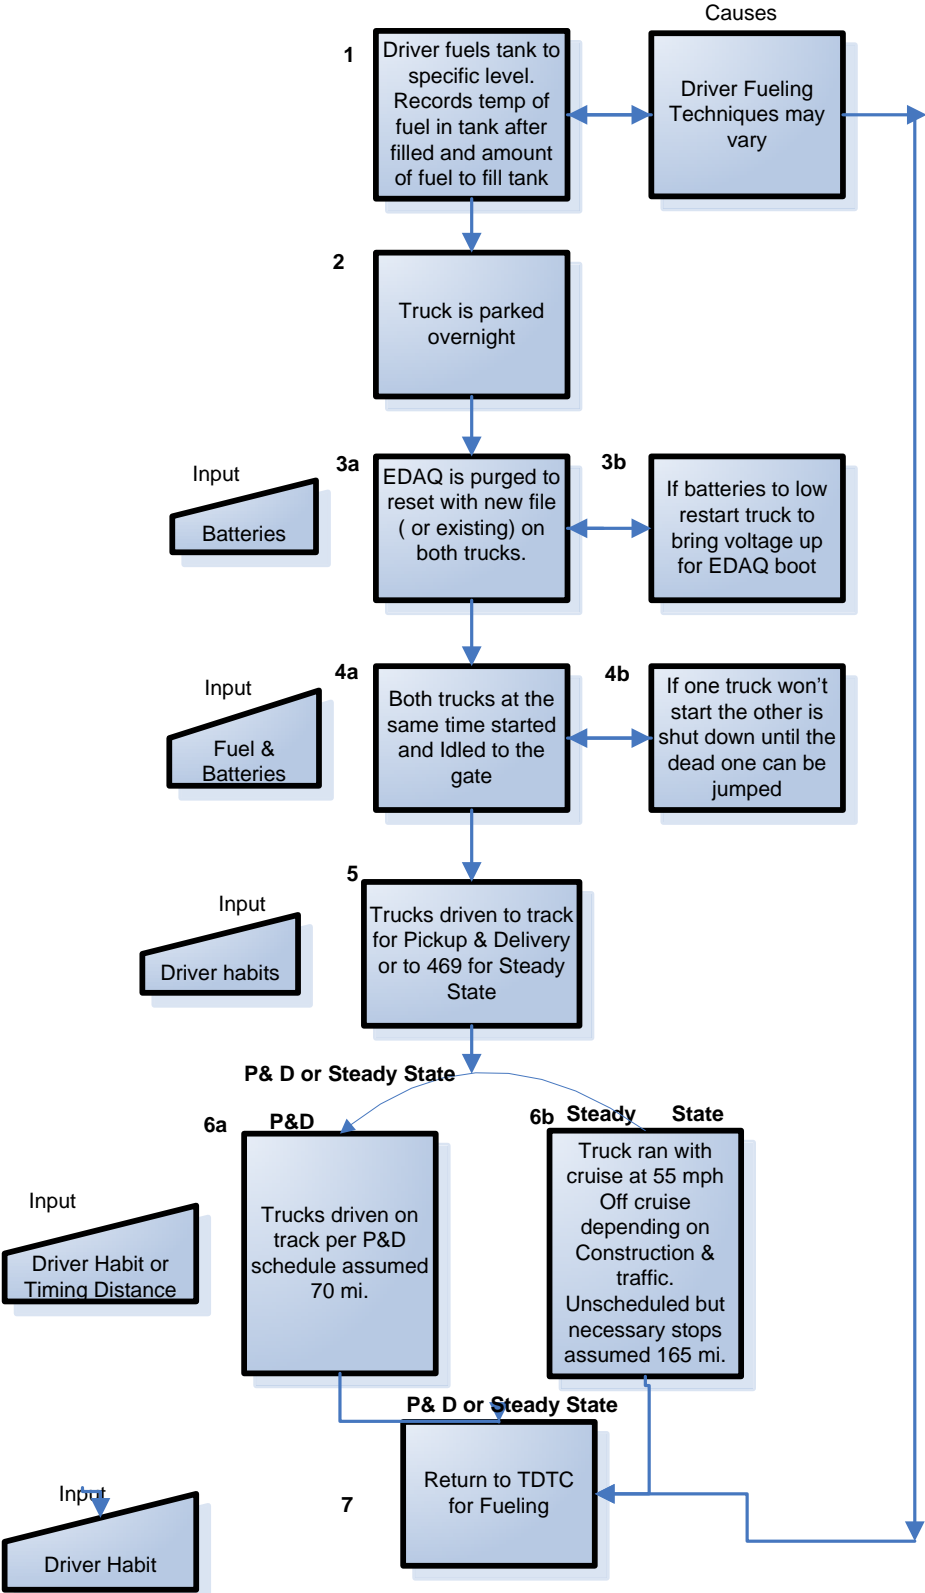 Causes
1
Driver fuels tank to
specific level.
Records temp of
fuel in tank after
filled and amount
of fuel to fill tank
Driver Fueling
Techniques may
vary
2
Truck is parked
overnight
Input
Batteries
3a
EDAQ is purged to
reset with new file
( or existing) on
both trucks.
3b
If batteries to low
restart truck to
bring voltage up
for EDAQ boot
Input
Fuel &
Batteries
4a
Both trucks at the
same time started
and Idled to the
gate
4b
If one truck won’t
start the other is
shut down until the
dead one can be
jumped
Input
Driver habits
5
Trucks driven to track
for Pickup & Delivery
or to 469 for Steady
State
P& D or Steady State
6a
P&D
6b
Steady State
Input
Driver Habit or
Timing Distance
Trucks driven on
track per P&D
schedule assumed
70 mi.
Truck ran with
cruise at 55 mph
Off cruise
depending on
Construction &
traffic.
Unscheduled but
necessary stops
assumed 165 mi.
P& D or Steady State
Input
Driver Habit
7
Return to TDTC
for Fueling